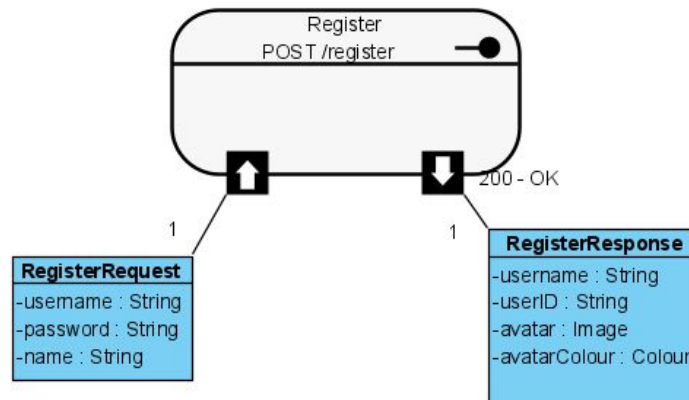 Register
POST /register
200 - OK
1
1
RegisterRequest
-username : String
-password : String
-name : String
RegisterResponse
-username : String
-userID : String
-avatar : Image
-avatarColour : Colour